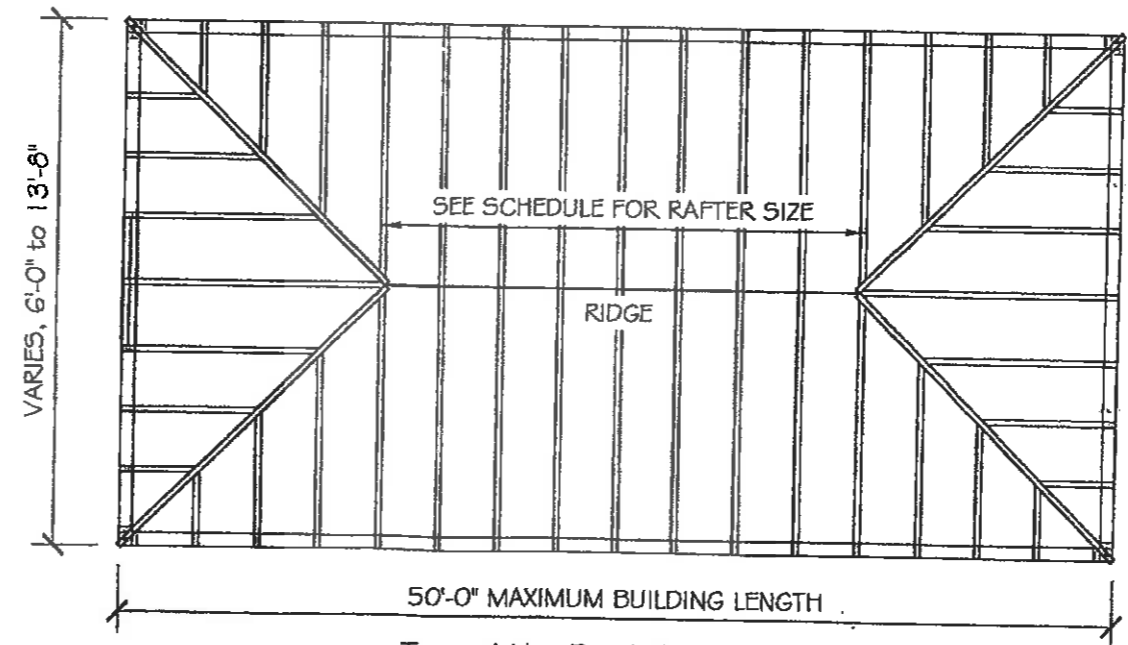 VARIES, 6'-0" to 13'-8"
SEE SCHEDULE FOR RAFTER SIZE
RIDGE
50'-0" MAXIMUM BUILDING LENGTH